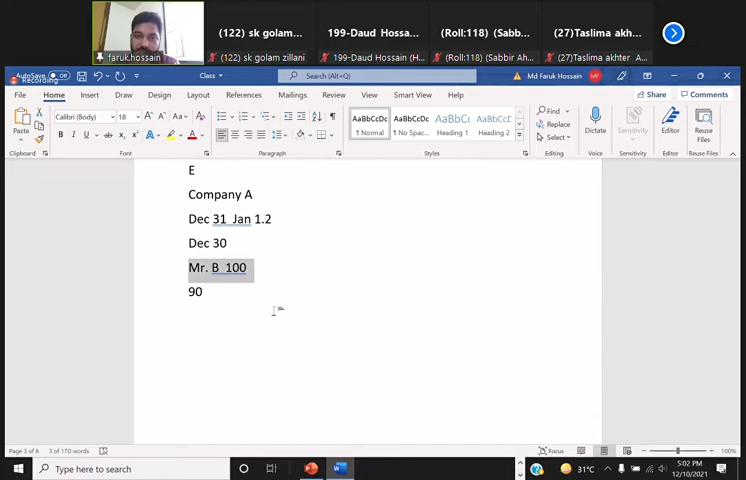 (122) sk golam...
199-Daud Hossain...
(Roll:118) (Sabb...
(27)Taslima akh...
faruk.hossain
(122) sk golam zillani
199-Daud Hossain (H...
(Roll:118) (Sabbir Ah...
(27)Taslima akhter A...
AutoSave Off
Recording
Class
Search (Alt+Q)
Md Faruk Hossain MF
File Home Insert Draw Design Layout References Mailings Review View Smart View Help
Share Comments
Paste
Calibri (Body) 18
AaBbCcDc AaBbCcDc AaBbCc AaBbCcD
1 Normal 1 No Spac... Heading 1 Heading 2
Find
Replace
Select
Dictate Sensitivity Editor Reuse Files
Clipboard Font Paragraph Styles Editing Voice Sensitivity Editor Reuse Files
E
Company A
Dec 31 Jan 1.2
Dec 30
Mr. B 100
90
Page 3 of 6 3 of 170 words
Focus 100%
Type here to search
31°C
5:02 PM
12/10/2021